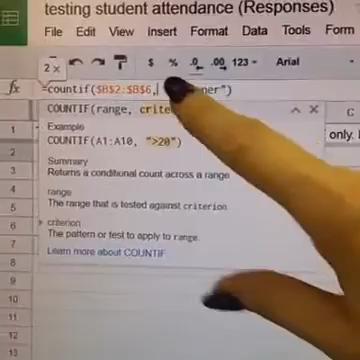 testing student attendance (Responses)
File Edit View Insert Format Data Tools Form
2 × $ % .0 .00 123 Arial
fx =countif($B$2:$B$6, ner")
COUNTIF(range, crite ^ ×
C
1 Example only.
2 COUNTIF(A1:A10, ">20")
Summary
3 Returns a conditional count across a range
4 range
5 The range that is tested against criterion.
6 criterion
7 The pattern or test to apply to range.
8 Learn more about COUNTIF
9
10
11
12
13